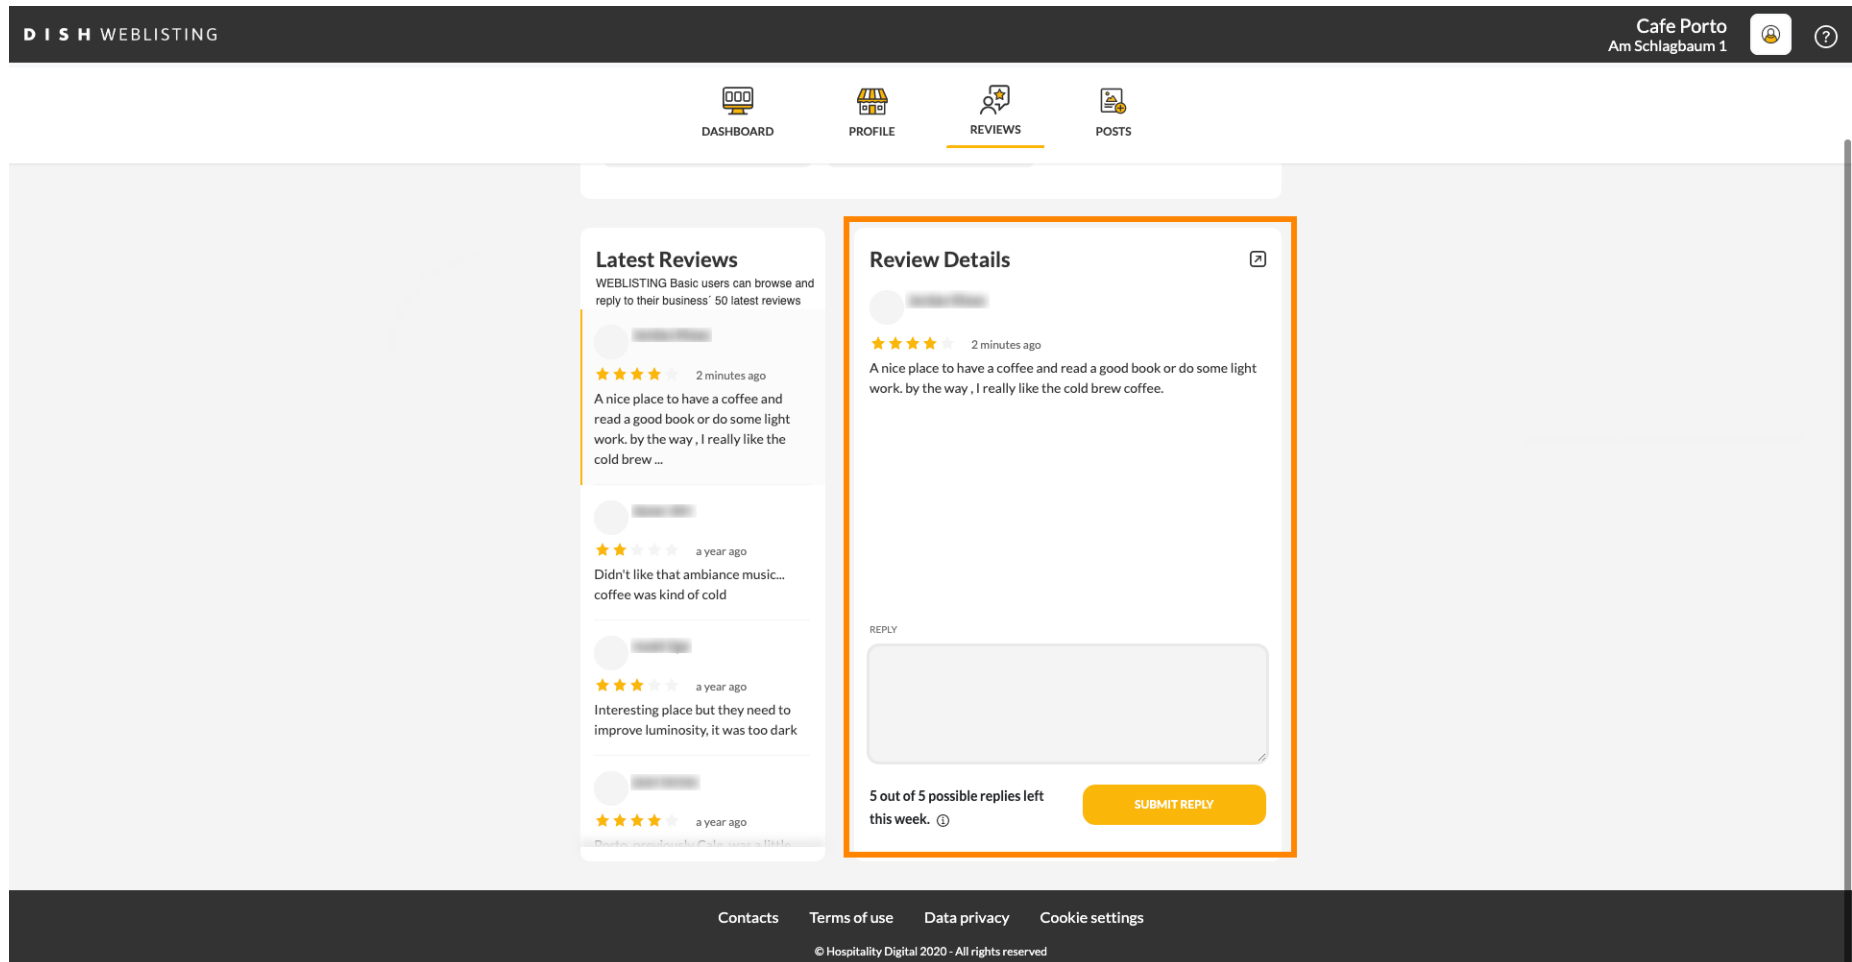 DISH WEBLISTING
Cafe Porto
Am Schlagbaum 1
DASHBOARD
PROFILE
REVIEWS
POSTS
Latest Reviews
WEBLISTING Basic users can browse and
reply to their business´ 50 latest reviews
2 minutes ago
A nice place to have a coffee and
read a good book or do some light
work. by the way , I really like the
cold brew ...
a year ago
Didn't like that ambiance music...
coffee was kind of cold
a year ago
Interesting place but they need to
improve luminosity, it was too dark
a year ago
Porto, previously Cale, was a little
Review Details
2 minutes ago
A nice place to have a coffee and read a good book or do some light
work. by the way , I really like the cold brew coffee.
REPLY
5 out of 5 possible replies left
this week.
SUBMIT REPLY
Contacts
Terms of use
Data privacy
Cookie settings
© Hospitality Digital 2020 - All rights reserved